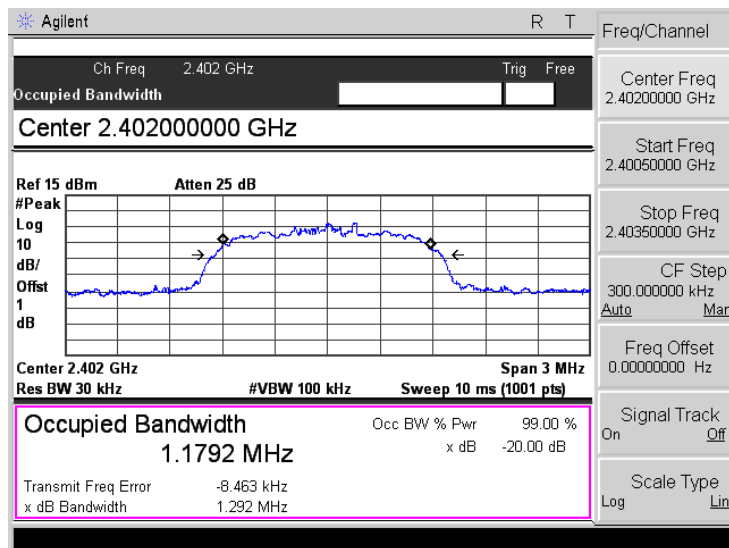 Agilent
R T
Ch Freq 2.402 GHz Trig Free
Occupied Bandwidth
Center 2.402000000 GHz
Ref 15 dBm Atten 25 dB
#Peak
Log
10
dB/
Offst
1
dB
Center 2.402 GHz Span 3 MHz
Res BW 30 kHz #VBW 100 kHz Sweep 10 ms (1001 pts)
Occupied Bandwidth
1.1792 MHz
Occ BW % Pwr 99.00 %
x dB -20.00 dB
Transmit Freq Error -8.463 kHz
x dB Bandwidth 1.292 MHz
Freq/Channel
Center Freq
2.40200000 GHz
Start Freq
2.40050000 GHz
Stop Freq
2.40350000 GHz
CF Step
300.000000 kHz
Auto Man
Freq Offset
0.00000000 Hz
Signal Track
On Off
Scale Type
Log Lin